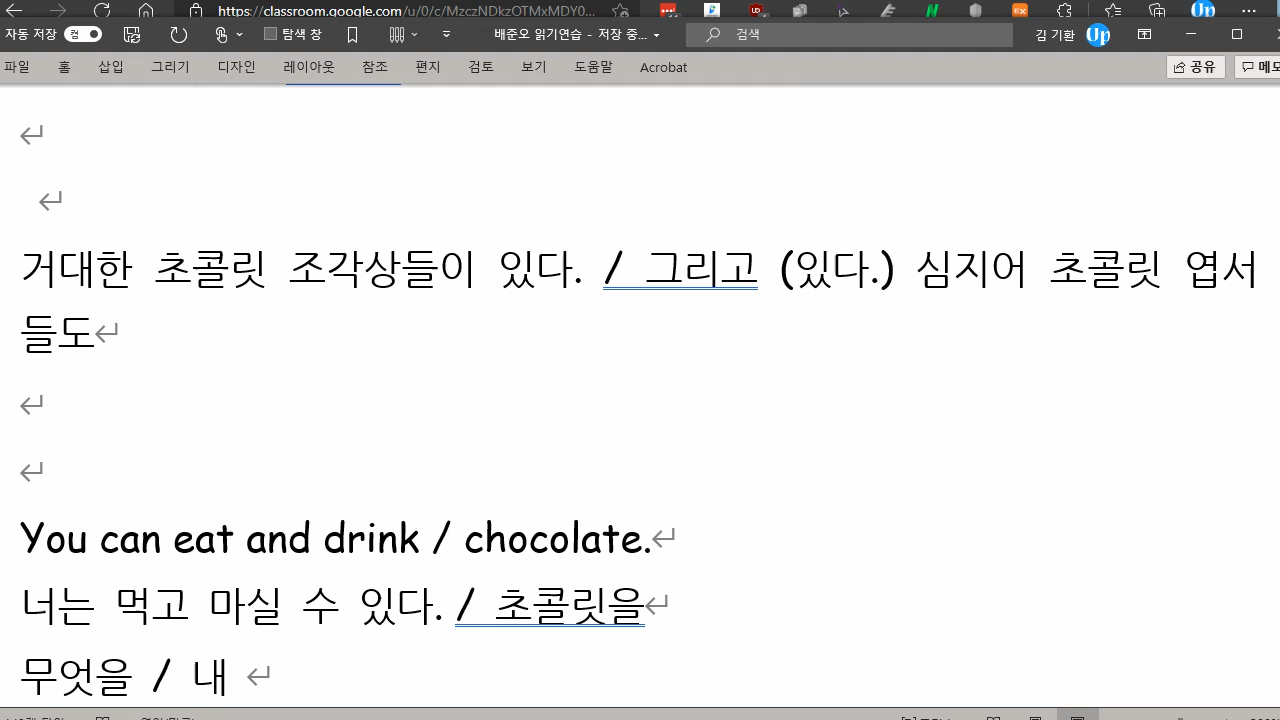 https://classroom.google.com/u/0/c/MzczNDkzOTMxMDY0...
자동 저장 컴 탐색 창 배준오 읽기연습 - 저장 중... 검색 김 기환 Up
파일 홈 삽입 그리기 디자인 레이아웃 참조 편지 검토 보기 도움말 Acrobat 공유
거대한 초콜릿 조각상들이 있다. / 그리고 (있다.) 심지어 초콜릿 엽서
들도
You can eat and drink / chocolate.
너는 먹고 마실 수 있다. / 초콜릿을
무엇을 / 내